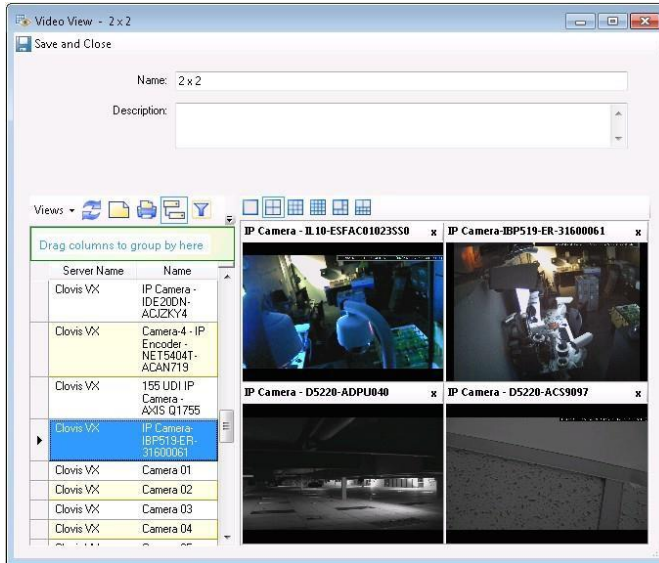 Video View - 2 x 2
Save and Close
Name: 2 x 2
Description:
Views
Drag columns to group by here
Server Name Name
Clovis VX IP Camera -
IDE20DN-
ACJZKY4
Clovis VX Camera-4 - IP
Encoder -
NET5404T-
ACAN719
Clovis VX 155 UDI IP
Camera -
AXIS Q1755
Clovis VX IP Camera-
IBP519-ER-
31600061
Clovis VX Camera 01
Clovis VX Camera 02
Clovis VX Camera 03
Clovis VX Camera 04
IP Camera - IL10-ESFAC01023SS0 x
IP Camera-IBP519-ER-31600061 x
IP Camera - D5220-ADPU040 x
IP Camera - D5220-ACS9097 x